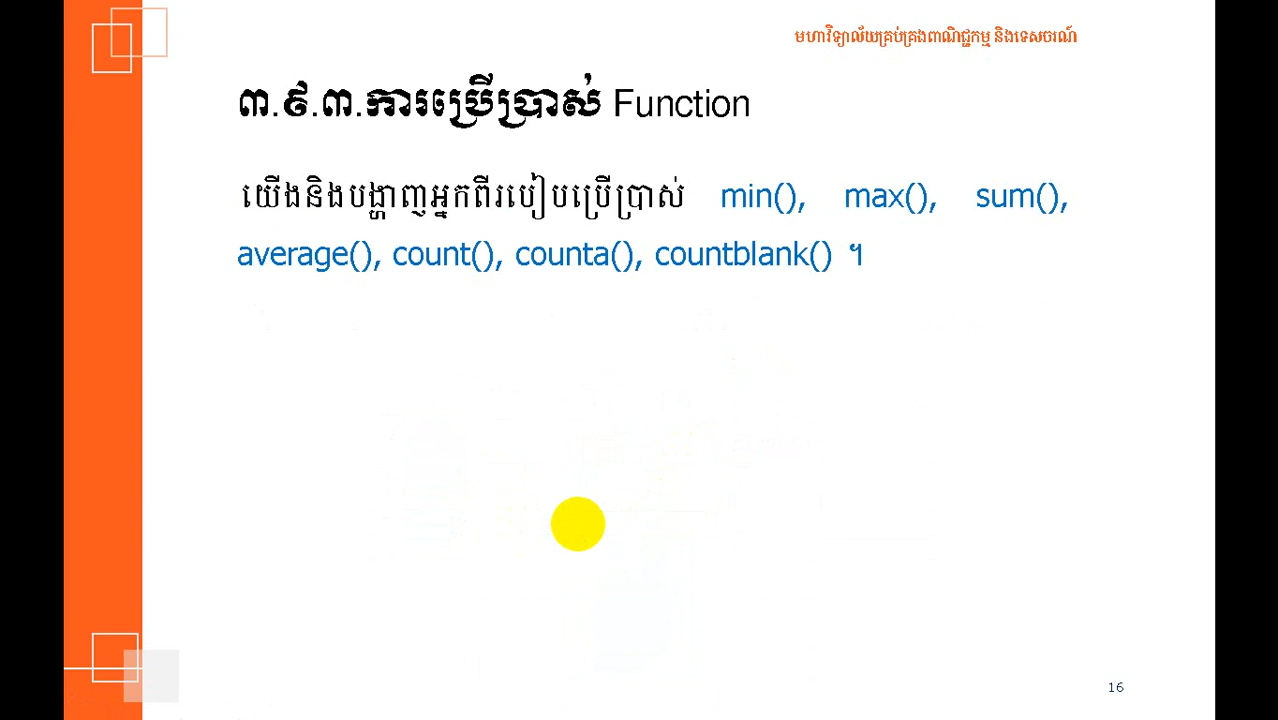 មហាវិទ្យាល័យគ្រប់គ្រងពាណិជ្ជកម្ម និងទេសចរណ៍
៣.៩.៣.ការប្រើប្រាស់ Function
យើងនិងបង្ហាញអ្នកពីរបៀបប្រើប្រាស់ min(), max(), sum(),
average(), count(), counta(), countblank() ។
16